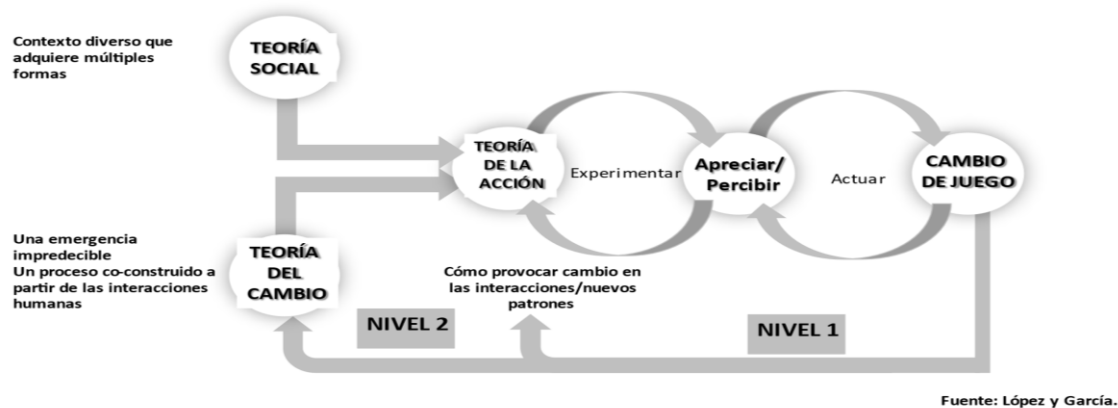 Contexto diverso que
adquiere múltiples
formas
TEORÍA
SOCIAL
TEORÍA
DE LA
ACCIÓN
Experimentar
Apreciar/
Percibir
Actuar
CAMBIO
DE JUEGO
Una emergencia
impredecible
Un proceso co-construido a
partir de las interacciones
humanas
TEORÍA
DEL
CAMBIO
Cómo provocar cambio en
las interacciones/nuevos
patrones
NIVEL 2
NIVEL 1
Fuente: López y García.